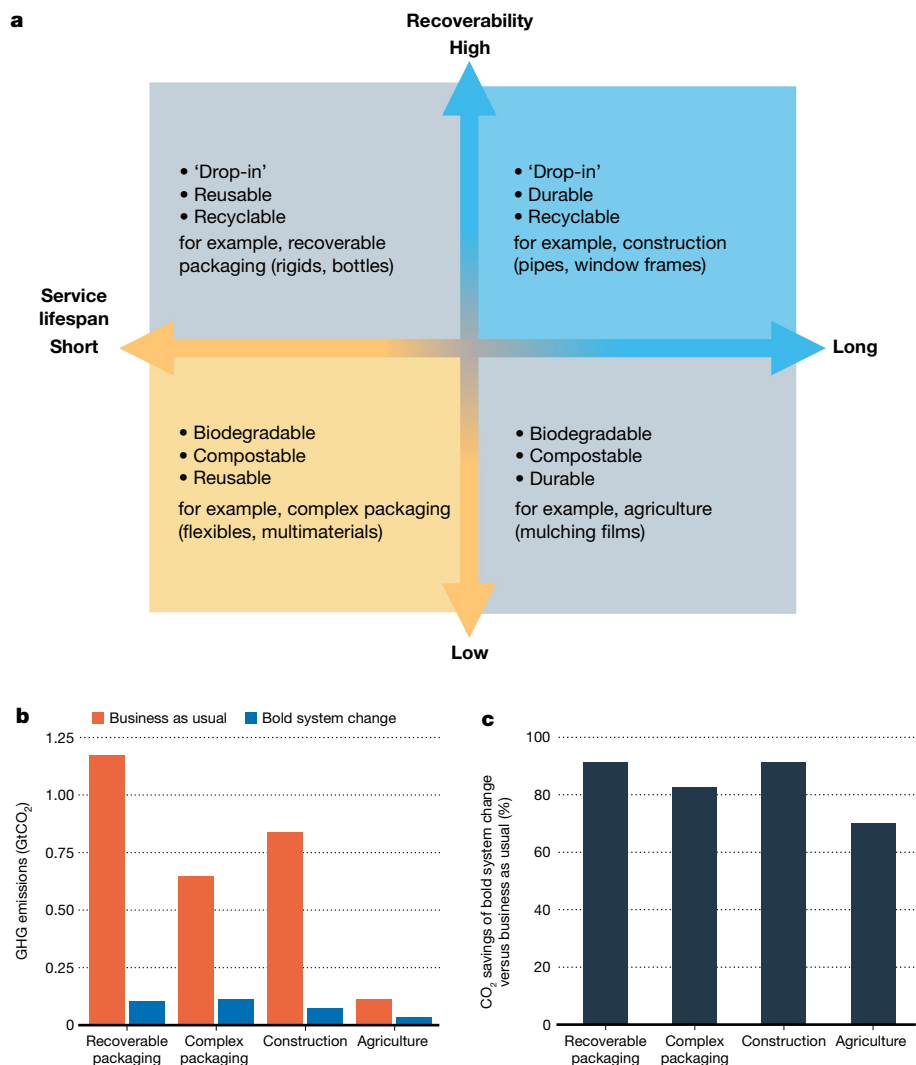 a
Recoverability
High
• ‘Drop-in’
• Reusable
• Recyclable
for example, recoverable
packaging (rigids, bottles)
• ‘Drop-in’
• Durable
• Recyclable
for example, construction
(pipes, window frames)
Service
lifespan
Short
Long
• Biodegradable
• Compostable
• Reusable
for example, complex packaging
(flexibles, multimaterials)
• Biodegradable
• Compostable
• Durable
for example, agriculture
(mulching films)
Low
b
Business as usual
Bold system change
GHG emissions (GtCO₂)
1.25
1.00
0.75
0.50
0.25
0
Recoverable
packaging
Complex
packaging
Construction
Agriculture
c
CO₂ savings of bold system change
versus business as usual (%)
100
80
60
40
20
0
Recoverable
packaging
Complex
packaging
Construction
Agriculture